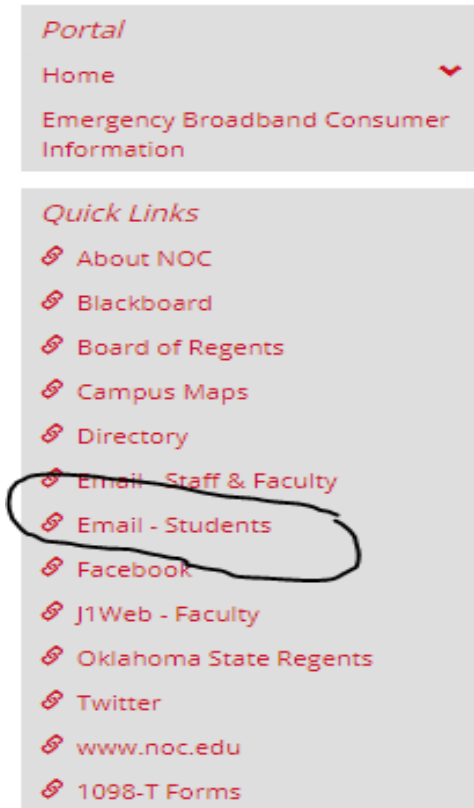 Portal
Home
Emergency Broadband Consumer
Information
Quick Links
About NOC
Blackboard
Board of Regents
Campus Maps
Directory
Email - Staff & Faculty
Email - Students
Facebook
J1Web - Faculty
Oklahoma State Regents
Twitter
www.noc.edu
1098-T Forms